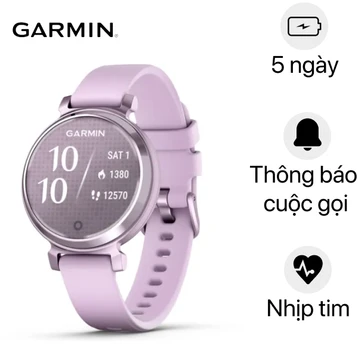 GARMIN
5 ngày
Thông báo
cuộc gọi
Nhịp tim
GARMIN
10
10
SAT 1
1380
12570